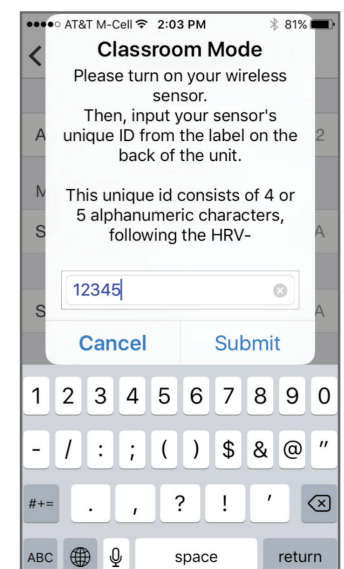 AT&T M-Cell 2:03 PM 81%
Classroom Mode
Please turn on your wireless
sensor.
Then, input your sensor's
unique ID from the label on the
back of the unit.
This unique id consists of 4 or
5 alphanumeric characters,
following the HRV-
A 2
M
S A
S A
12345
Cancel Submit
1 2 3 4 5 6 7 8 9 0
- / : ; ( ) $ & @ "
#+= . , ? ! '
ABC space return